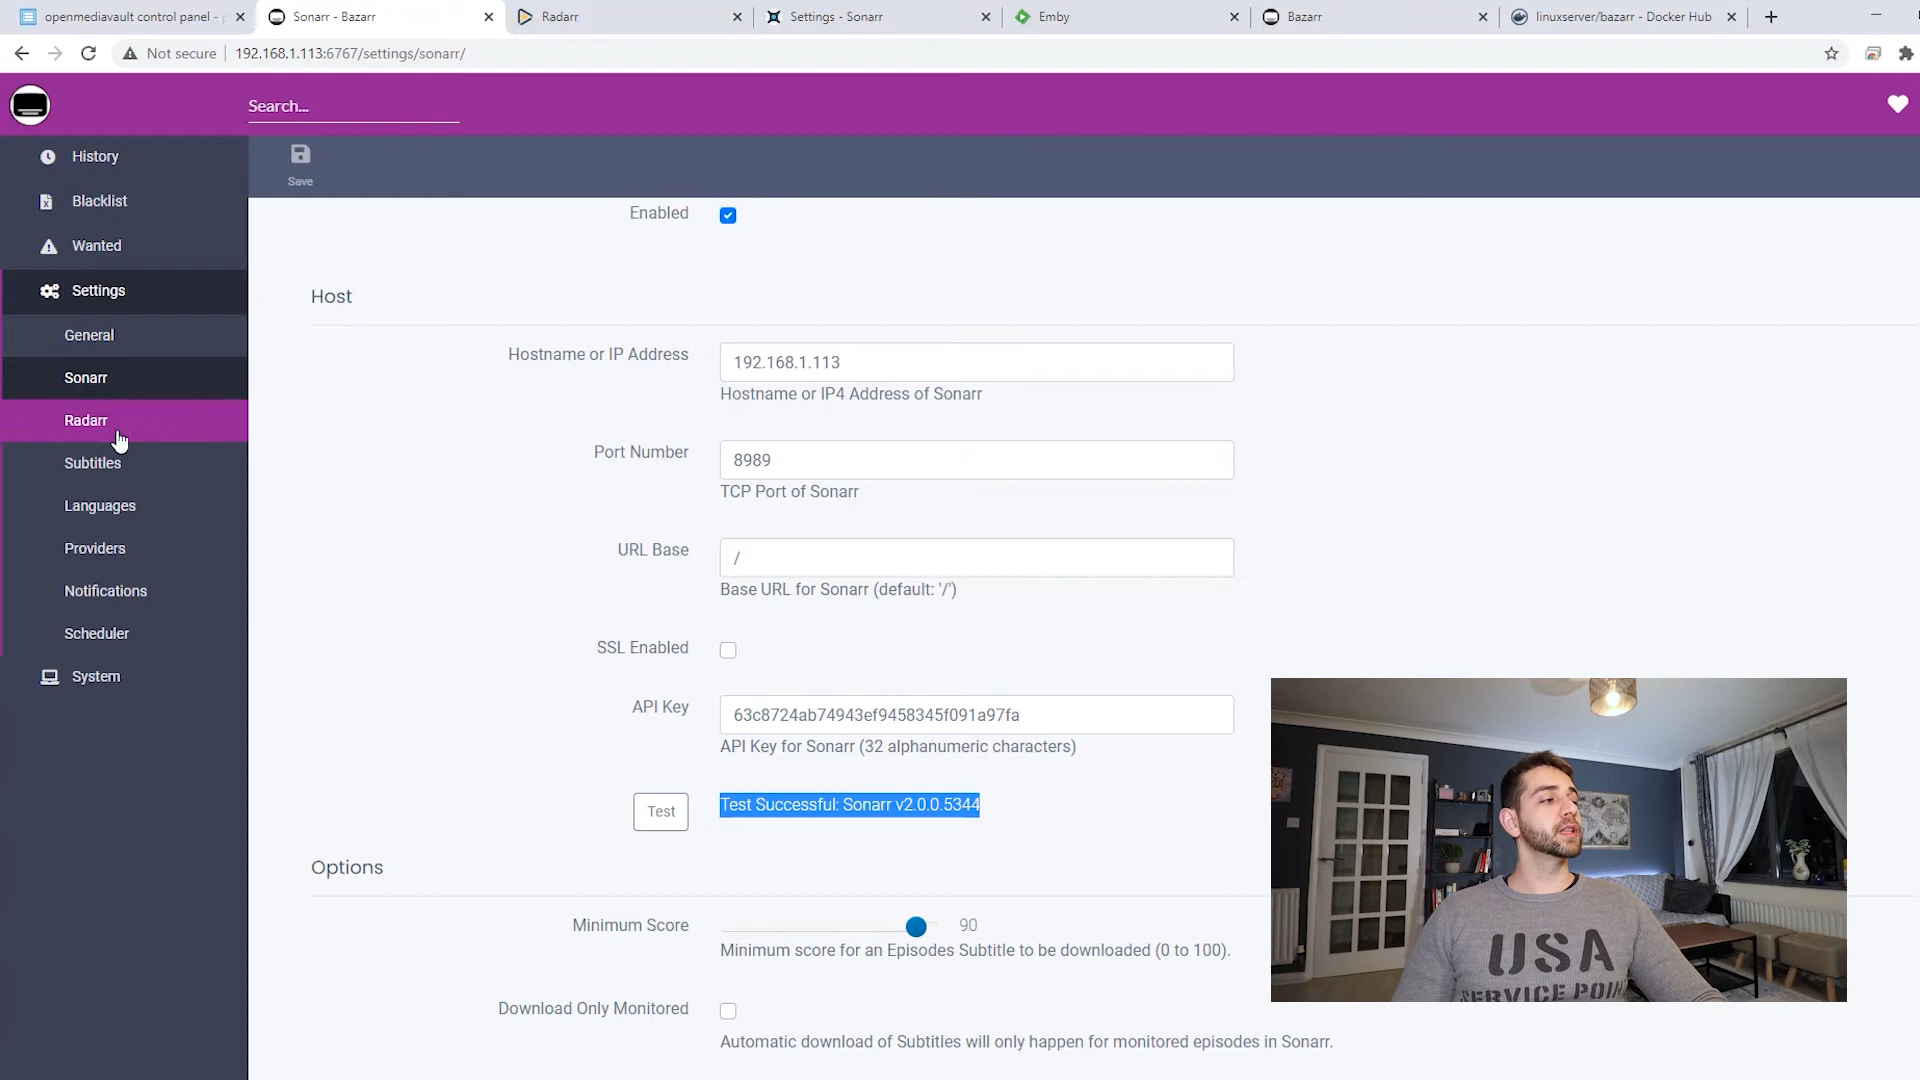 openmediavault control panel -
Sonarr - Bazarr
Radarr
Settings - Sonarr
Emby
Bazarr
linuxserver/bazarr - Docker Hub
Not secure
192.168.1.113:6767/settings/sonarr/
Search...
Save
History
Blacklist
Wanted
Settings
General
Sonarr
Radarr
Subtitles
Languages
Providers
Notifications
Scheduler
System
Enabled
Host
Hostname or IP Address
192.168.1.113
Hostname or IP4 Address of Sonarr
Port Number
8989
TCP Port of Sonarr
URL Base
/
Base URL for Sonarr (default: '/')
SSL Enabled
API Key
63c8724ab74943ef9458345f091a97fa
API Key for Sonarr (32 alphanumeric characters)
Test
Test Successful: Sonarr v2.0.0.5344
Options
Minimum Score
90
Minimum score for an Episodes Subtitle to be downloaded (0 to 100).
Download Only Monitored
Automatic download of Subtitles will only happen for monitored episodes in Sonarr.
USA
SERVICE POIN